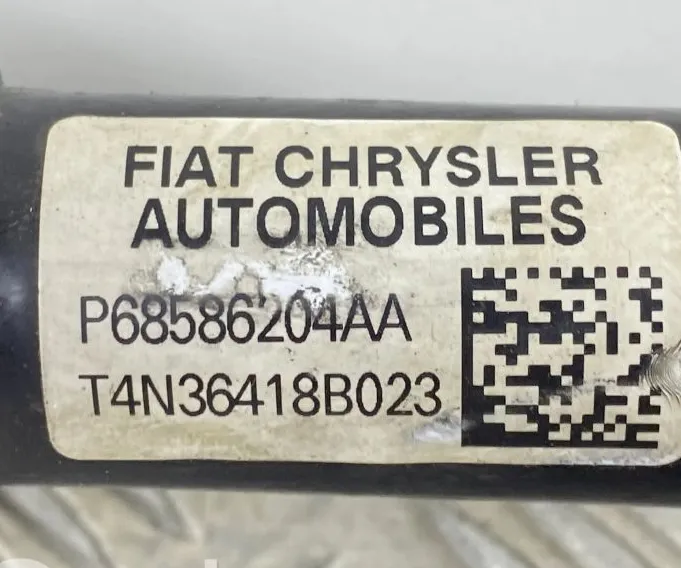 FIAT CHRYSLER
AUTOMOBILES
P68586204AA
T4N36418B023